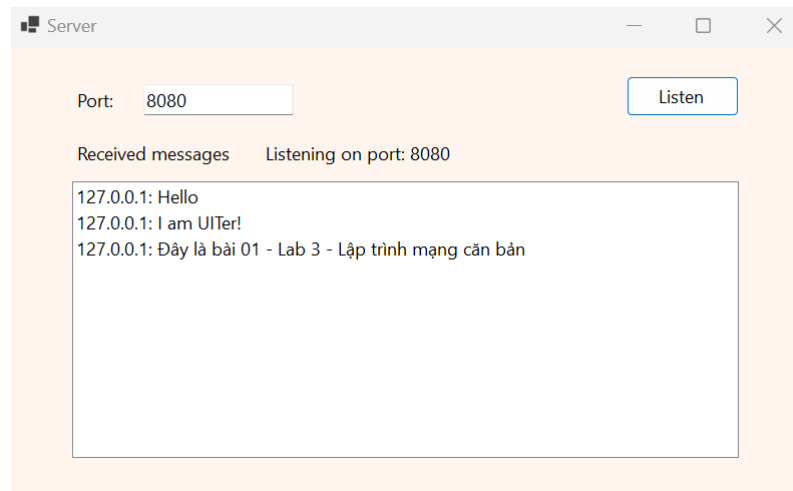 Server
Port: 8080 Listen
Received messages Listening on port: 8080
127.0.0.1: Hello
127.0.0.1: I am UITer!
127.0.0.1: Đây là bài 01 - Lab 3 - Lập trình mạng căn bản